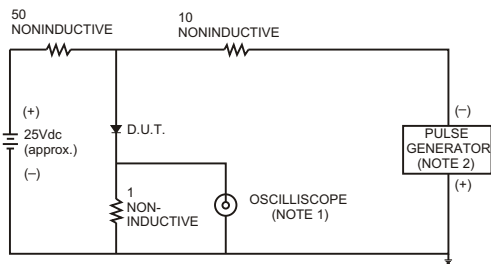 50
NONINDUCTIVE
10
NONINDUCTIVE
(+)
25Vdc
(approx.)
(–)
D.U.T.
1
NON-
INDUCTIVE
OSCILLISCOPE
(NOTE 1)
(–)
PULSE
GENERATOR
(NOTE 2)
(+)